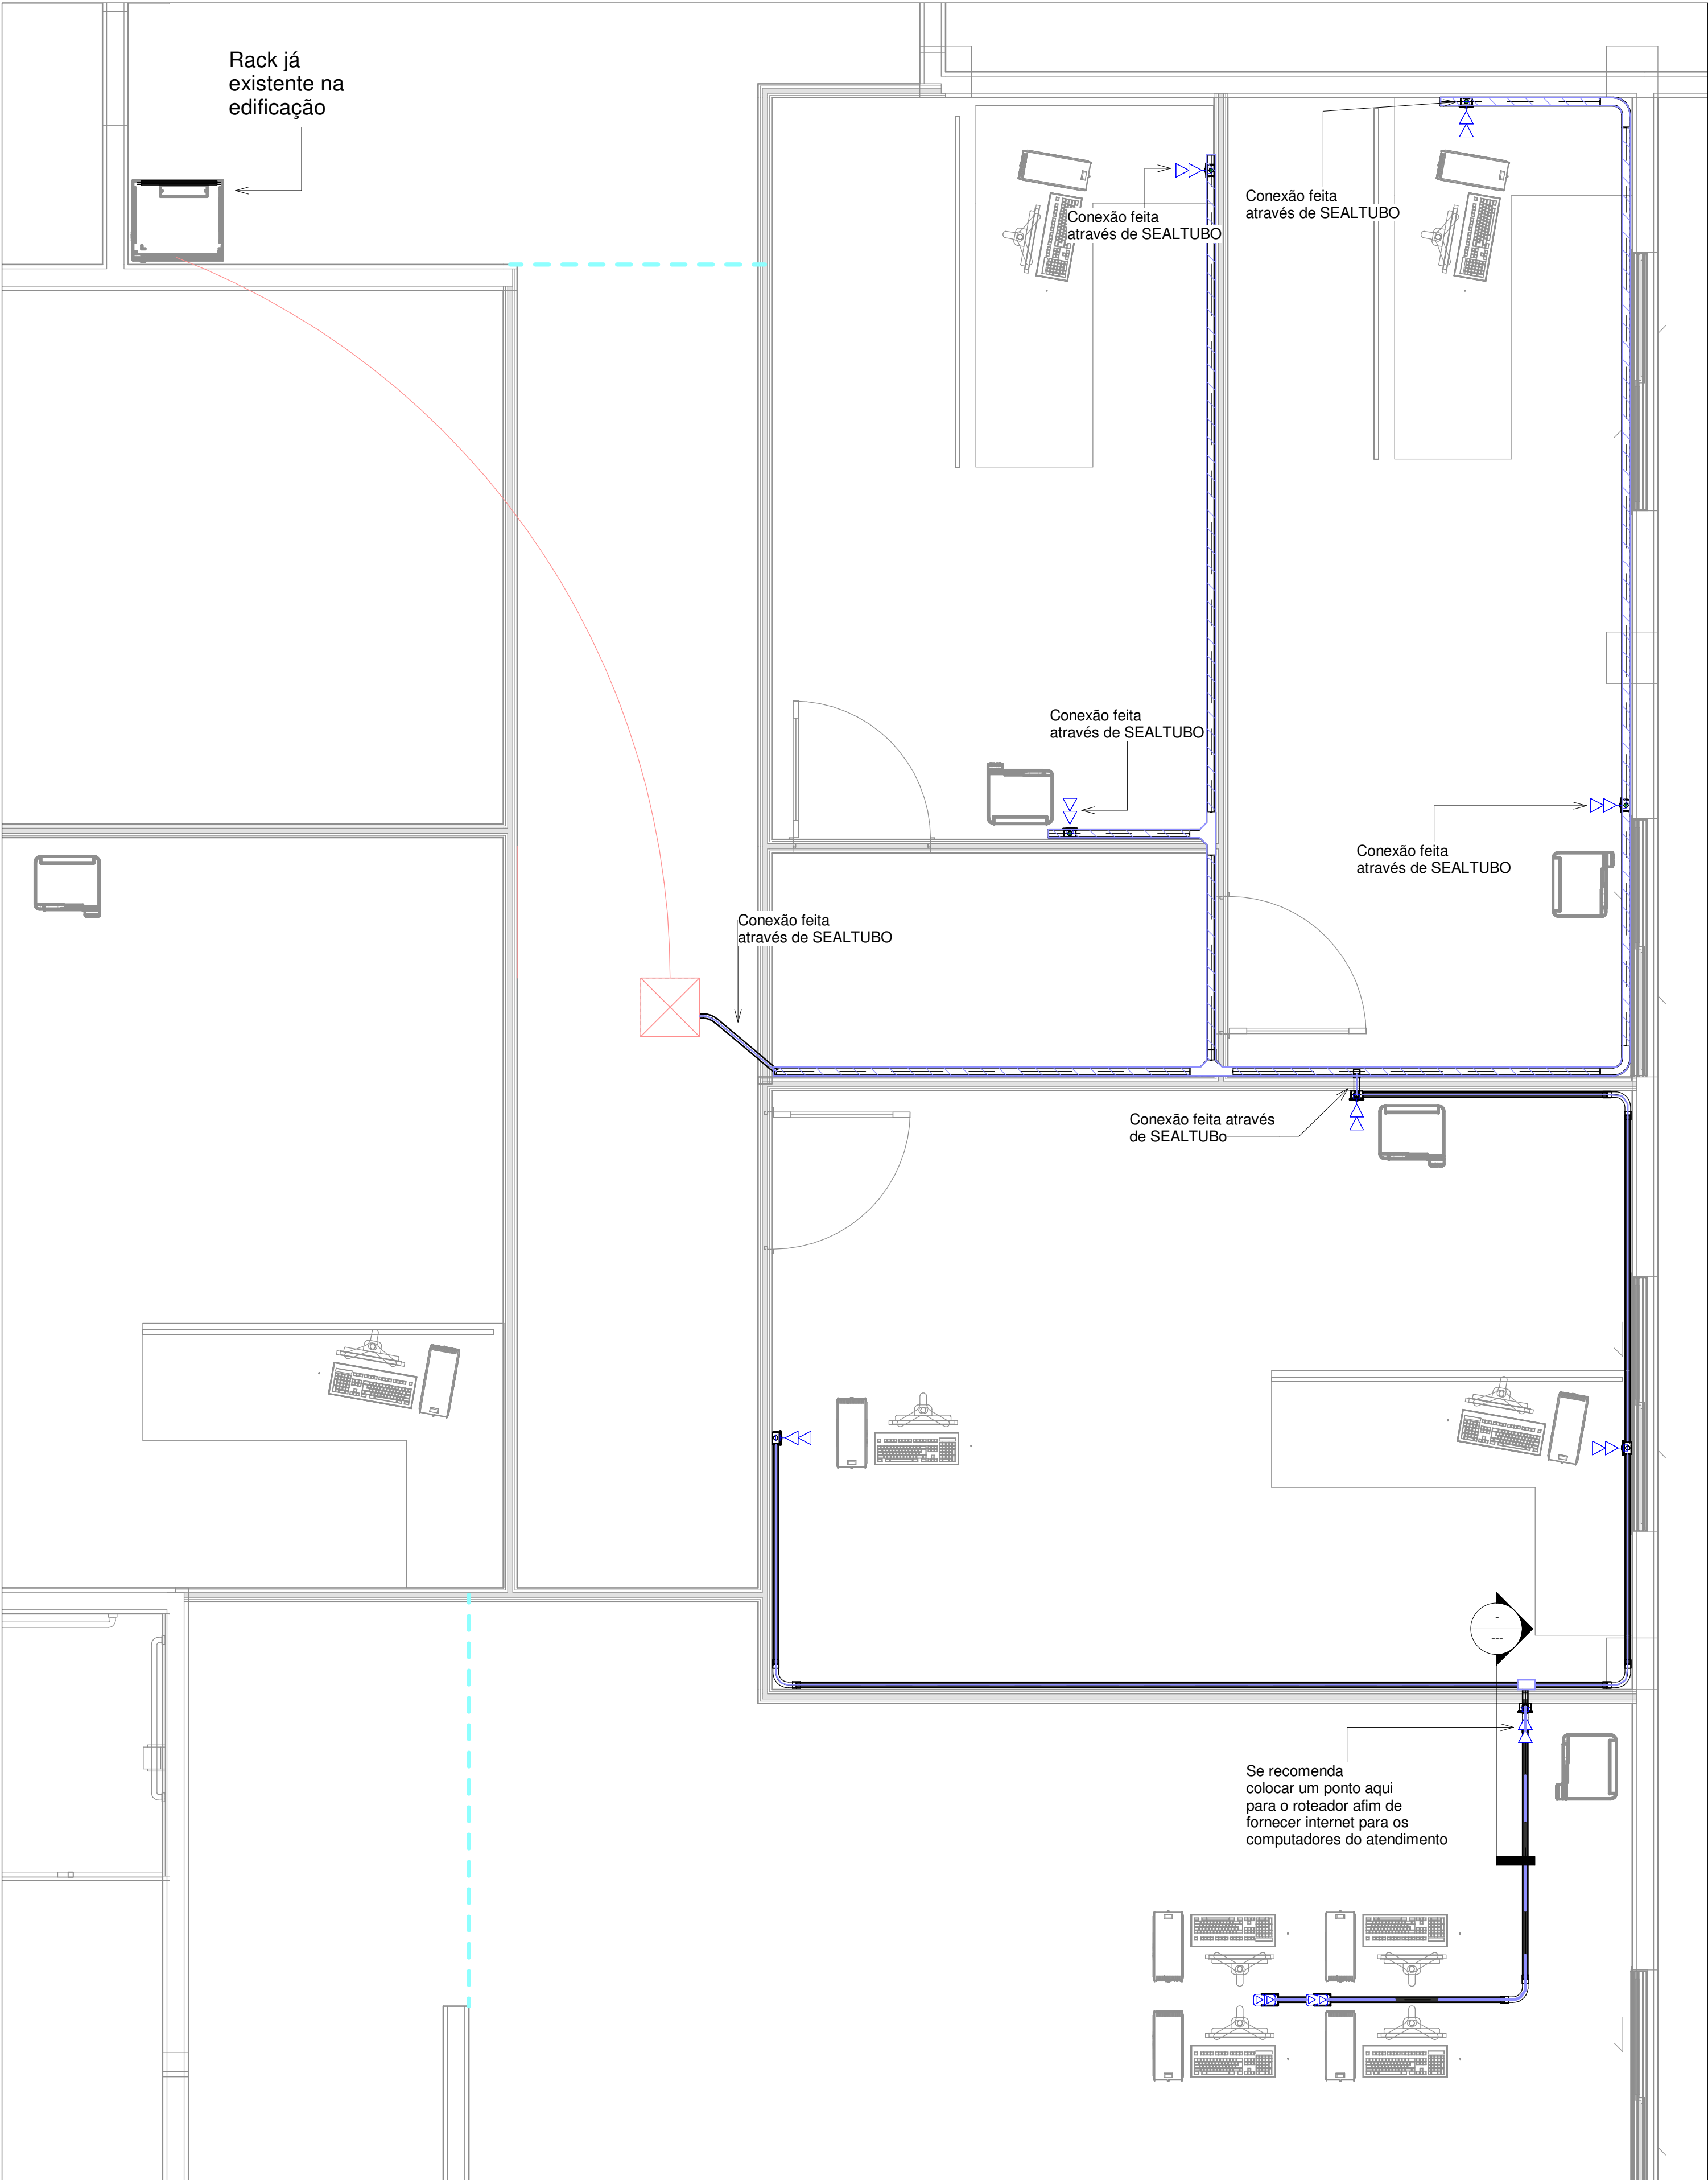 Rack já
existente na
edificação
Conexão feita
através de SEALTUBO
Conexão feita
através de SEALTUBO
Conexão feita
através de SEALTUBO
Conexão feita
através de SEALTUBO
Conexão feita
através de SEALTUBO
Conexão feita através
de SEALTUBo
-
---
Se recomenda
colocar um ponto aqui
para o roteador afim de
fornecer internet para os
computadores do atendimento